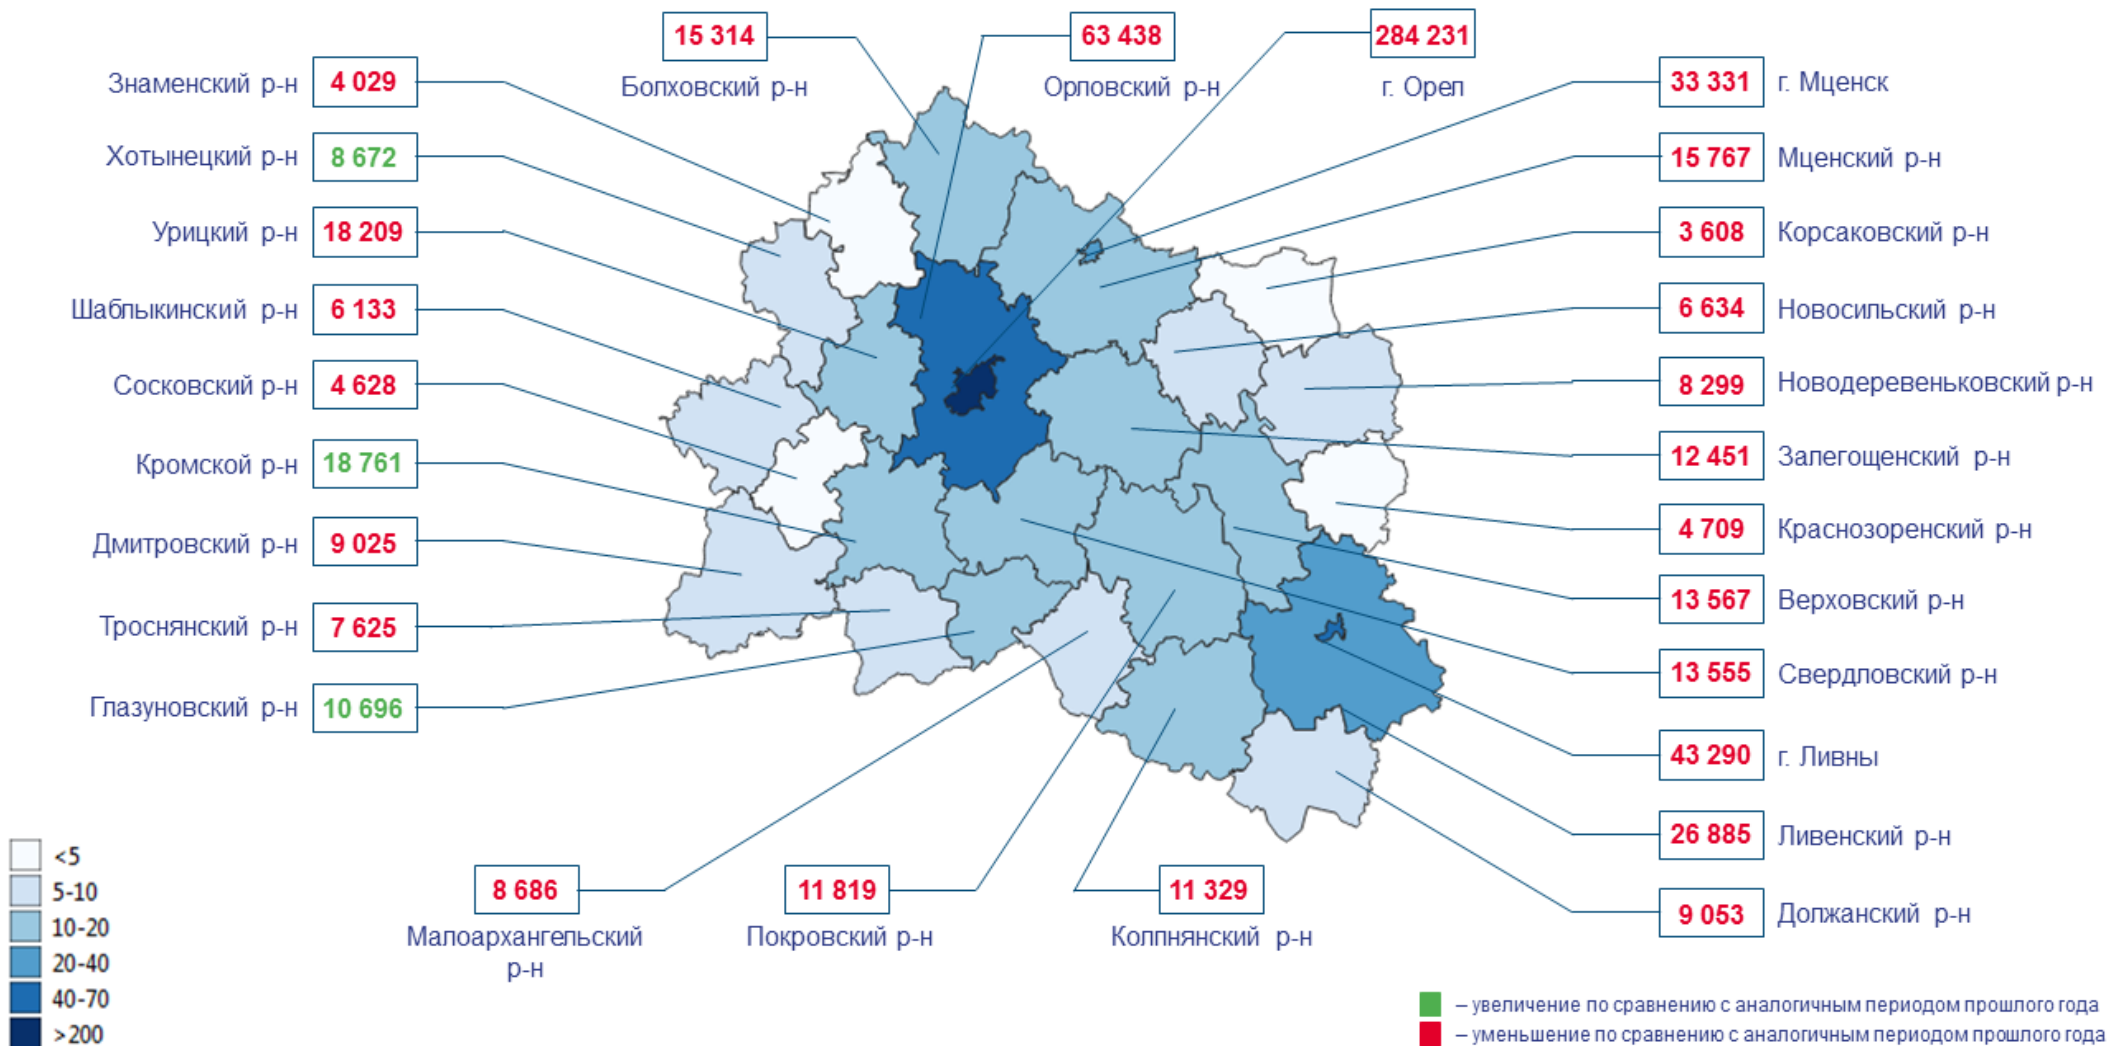 15 314
Болховский р-н
63 438
Орловский р-н
284 231
г. Орел
Знаменский р-н 4 029
Хотынецкий р-н 8 672
Урицкий р-н 18 209
Шаблыкинский р-н 6 133
Сосковский р-н 4 628
Кромской р-н 18 761
Дмитровский р-н 9 025
Троснянский р-н 7 625
Глазуновский р-н 10 696
33 331 г. Мценск
15 767 Мценский р-н
3 608 Корсаковский р-н
6 634 Новосильский р-н
8 299 Новодеревеньковский р-н
12 451 Залегощенский р-н
4 709 Краснозоренский р-н
13 567 Верховский р-н
13 555 Свердловский р-н
43 290 г. Ливны
26 885 Ливенский р-н
9 053 Должанский р-н
8 686
Малоархангельский
р-н
11 819
Покровский р-н
11 329
Колпнянский р-н
<5
5-10
10-20
20-40
40-70
>200
– увеличение по сравнению с аналогичным периодом прошлого года
– уменьшение по сравнению с аналогичным периодом прошлого года